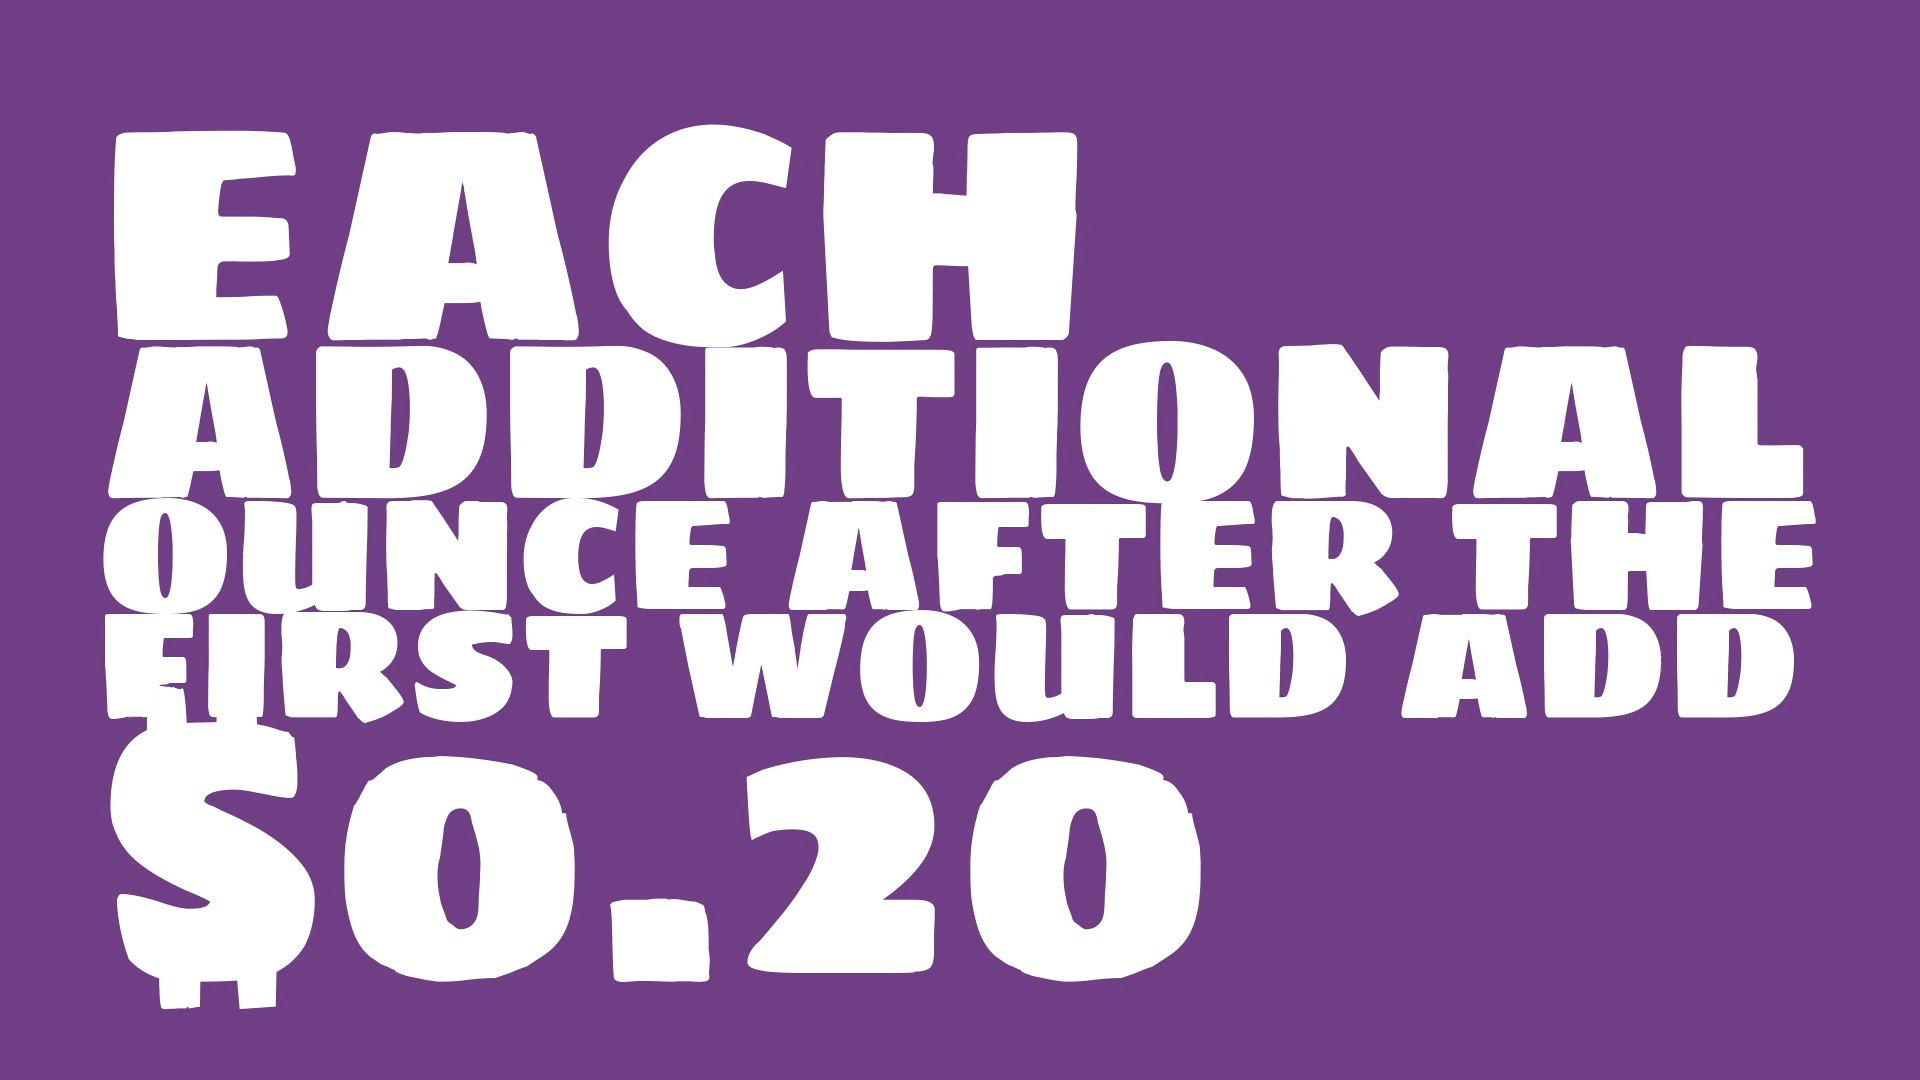 EACH
ADDITIONAL
OUNCE AFTER THE
FIRST WOULD ADD
$0.20